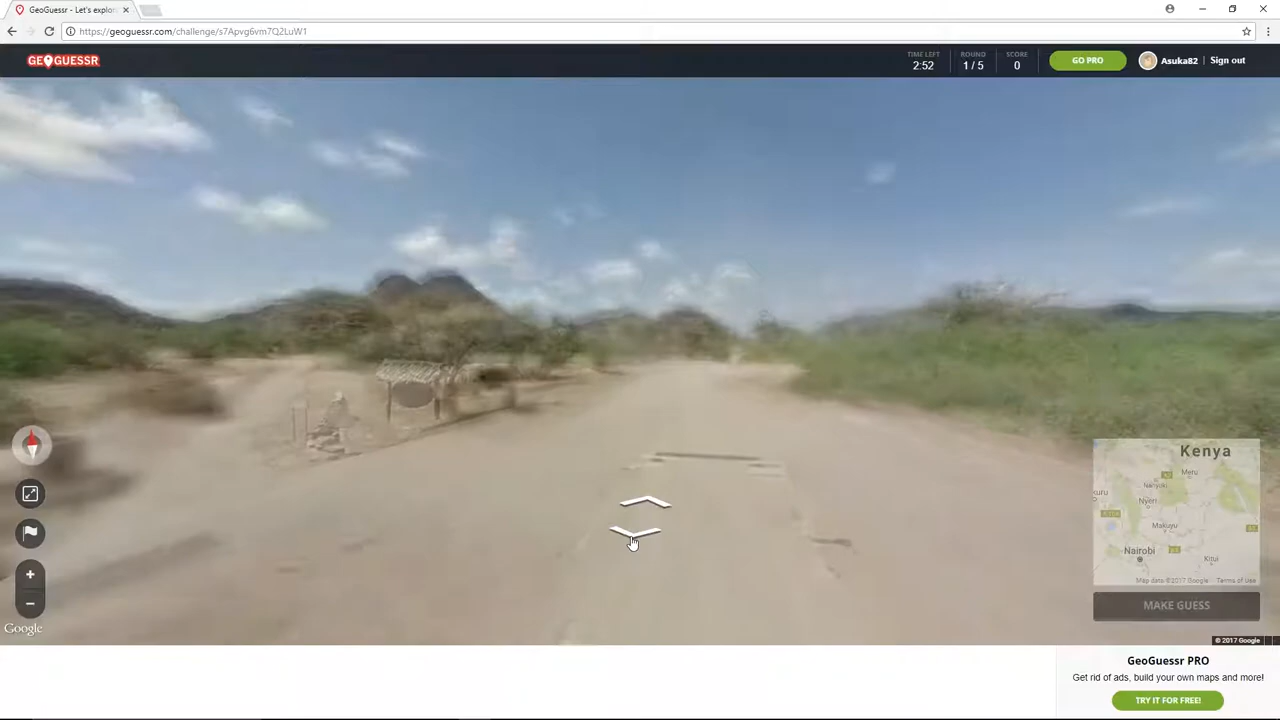 GeoGuessr - Let's explor
https://geoguessr.com/challenge/s7Apvg6vm7Q2LuW1
GEOGUESSR
TIME LEFT
2:52
ROUND
1 / 5
SCORE
0
GO PRO
Asuka82 | Sign out
Kenya
Meru
Nanyuki
kuru
Nyeri
Makuyu
Nairobi
Kitui
Map data ©2017 Google
Terms of Use
MAKE GUESS
Google
© 2017 Google
GeoGuessr PRO
Get rid of ads, build your own maps and more!
TRY IT FOR FREE!